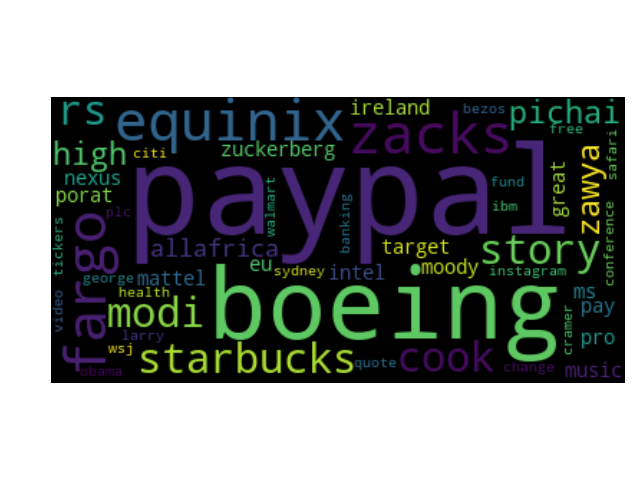 rs
equinix
ireland
bezos
pichai
free
zacks
high
citi
zuckerberg
safari
nexus
paypal
fund
great
zawya
porat
plc
walmart
banking
ibm
fargo
tickers
allafrica
target
story
conference
eu
sydney
intel
moody
instagram
george
mattel
health
boeing
ms
video
modi
pay
larry
cramer
pro
wsj
starbucks
quote
cook
change
music
obama